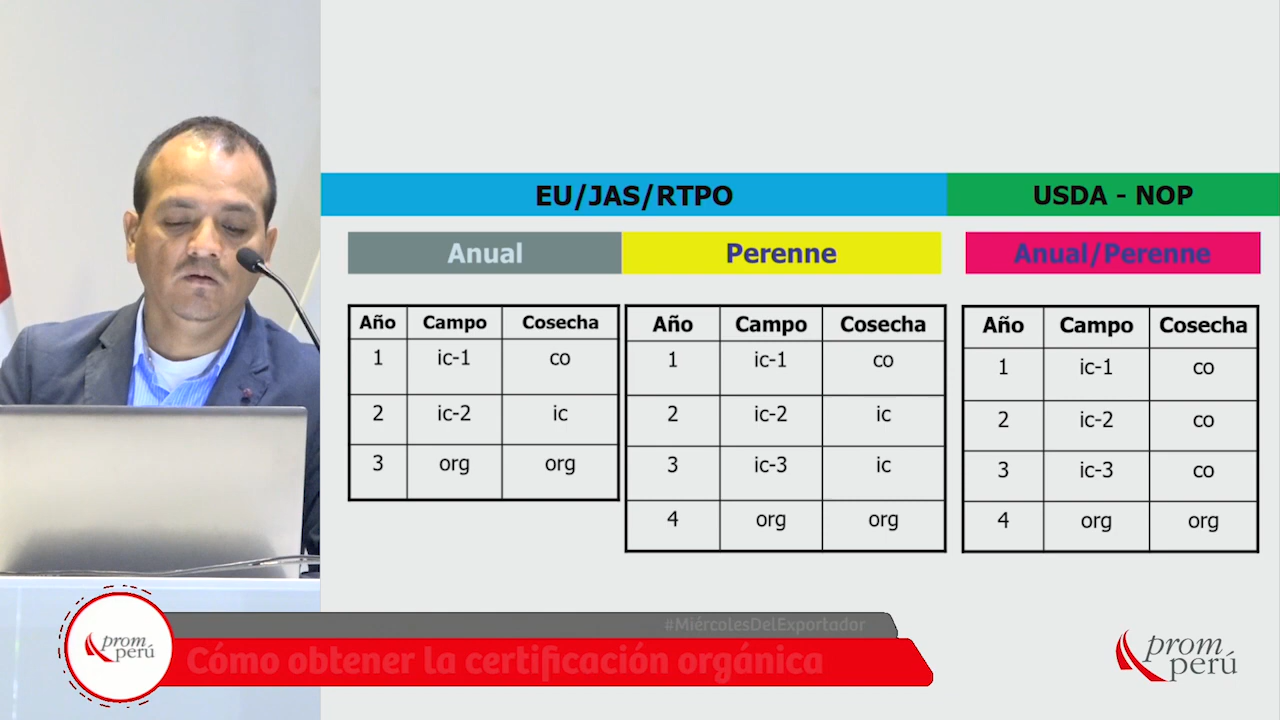 EU/JAS/RTPO
USDA - NOP
Anual
Perenne
Anual/Perenne
Año Campo Cosecha
1 ic-1 co
2 ic-2 ic
3 org org
Año Campo Cosecha
1 ic-1 co
2 ic-2 ic
3 ic-3 ic
4 org org
Año Campo Cosecha
1 ic-1 co
2 ic-2 co
3 ic-3 co
4 org org
#MiércolesDelExportador
Cómo obtener la certificación orgánica
prom
perú
prom
perú